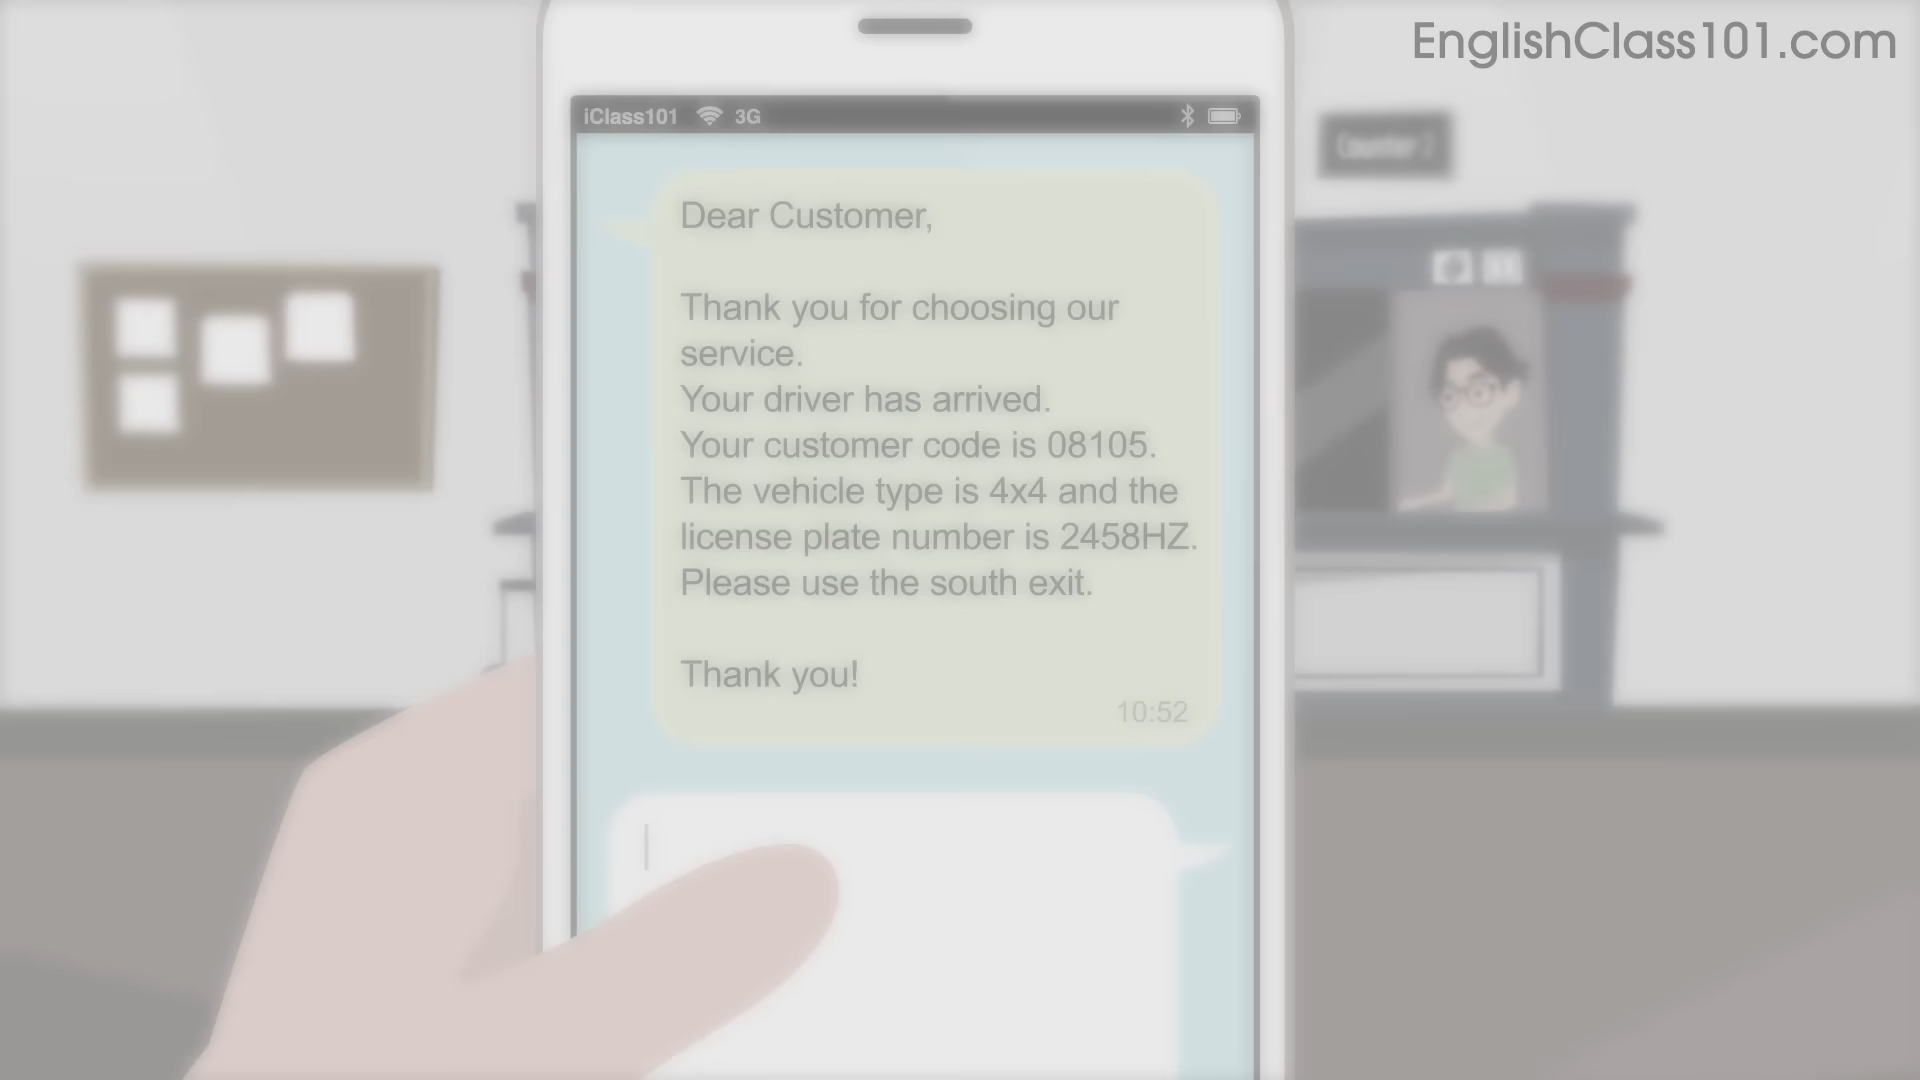 EnglishClass101.com
iClass101 3G
Counter
Dear Customer,
Thank you for choosing our
service.
Your driver has arrived.
Your customer code is 08105.
The vehicle type is 4x4 and the
license plate number is 2458HZ.
Please use the south exit.
Thank you!
10:52